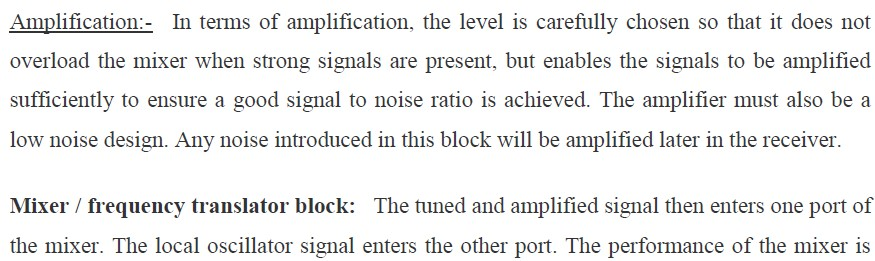 Amplification:- In terms of amplification, the level is carefully chosen so that it does not
overload the mixer when strong signals are present, but enables the signals to be amplified
sufficiently to ensure a good signal to noise ratio is achieved. The amplifier must also be a
low noise design. Any noise introduced in this block will be amplified later in the receiver.
Mixer / frequency translator block: The tuned and amplified signal then enters one port of
the mixer. The local oscillator signal enters the other port. The performance of the mixer is